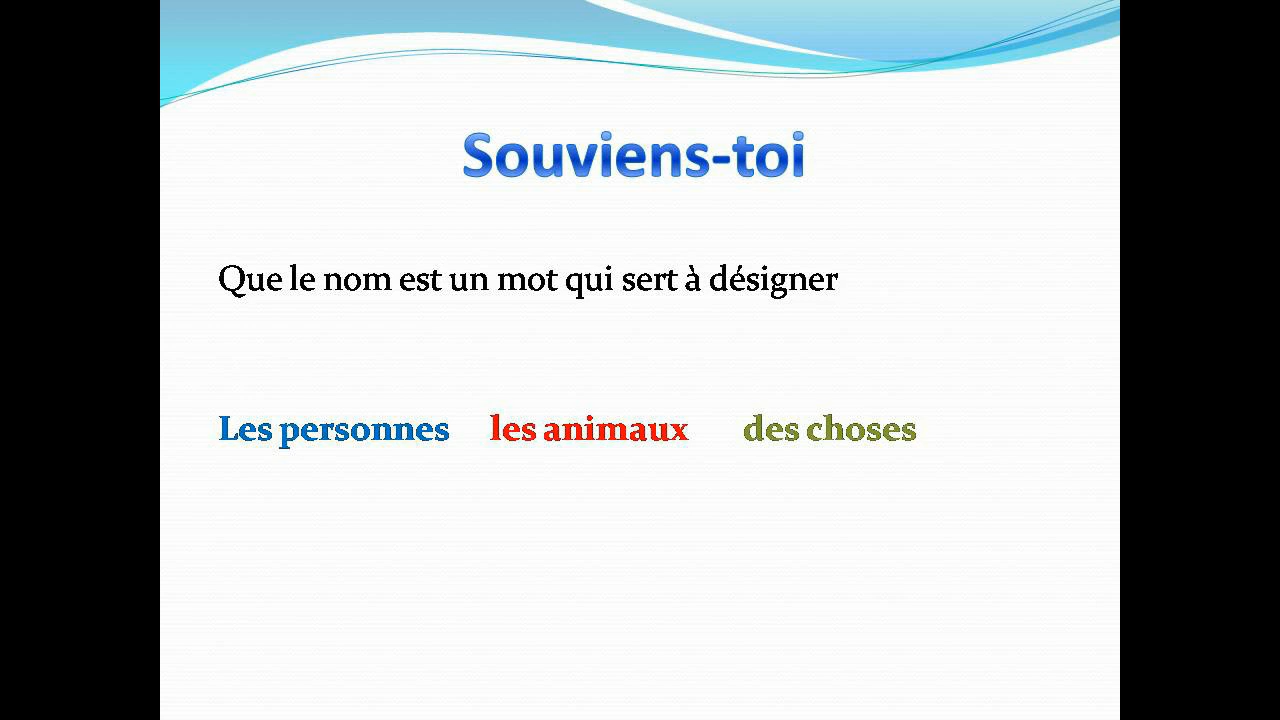 Souviens-toi
Que le nom est un mot qui sert à désigner
Les personnes les animaux des choses